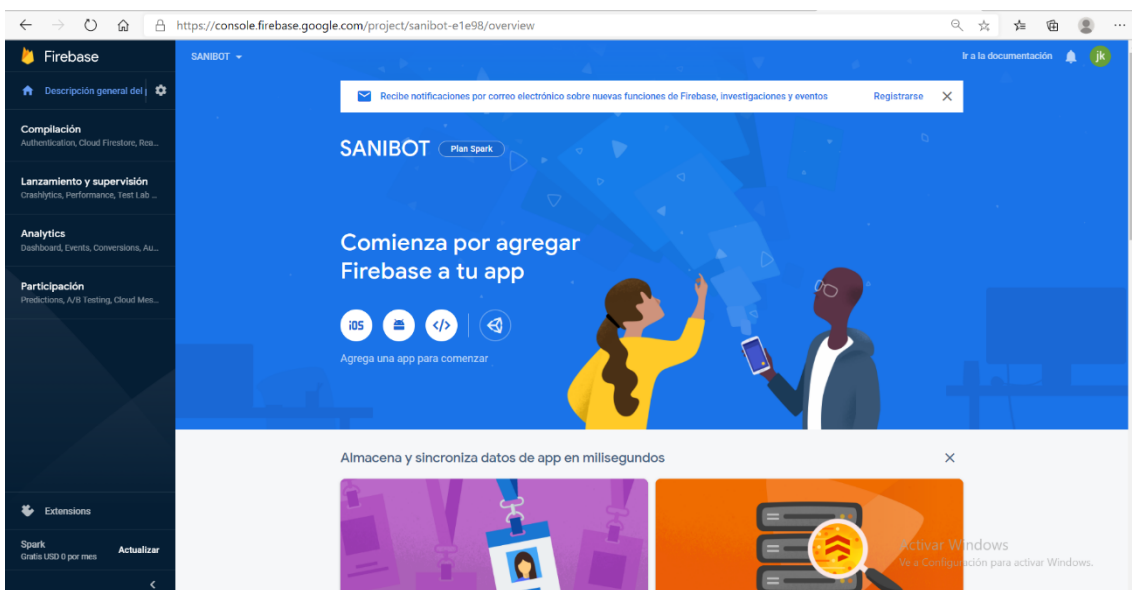 https://console.firebase.google.com/project/sanibot-e1e98/overview
Firebase
SANIBOT
Ir a la documentación
jk
Descripción general del
Recibe notificaciones por correo electrónico sobre nuevas funciones de Firebase, investigaciones y eventos
Registrarse
Compilación
Authentication, Cloud Firestore, Rea...
SANIBOT
Plan Spark
Lanzamiento y supervisión
Crashlytics, Performance, Test Lab ...
Analytics
Dashboard, Events, Conversions, Au...
Comienza por agregar
Firebase a tu app
Participación
Predictions, A/B Testing, Cloud Mes...
iOS
</>
Agrega una app para comenzar
Almacena y sincroniza datos de app en milisegundos
Extensions
Spark
Gratis USD 0 por mes
Actualizar
Activar Windows
Ve a Configuración para activar Windows.